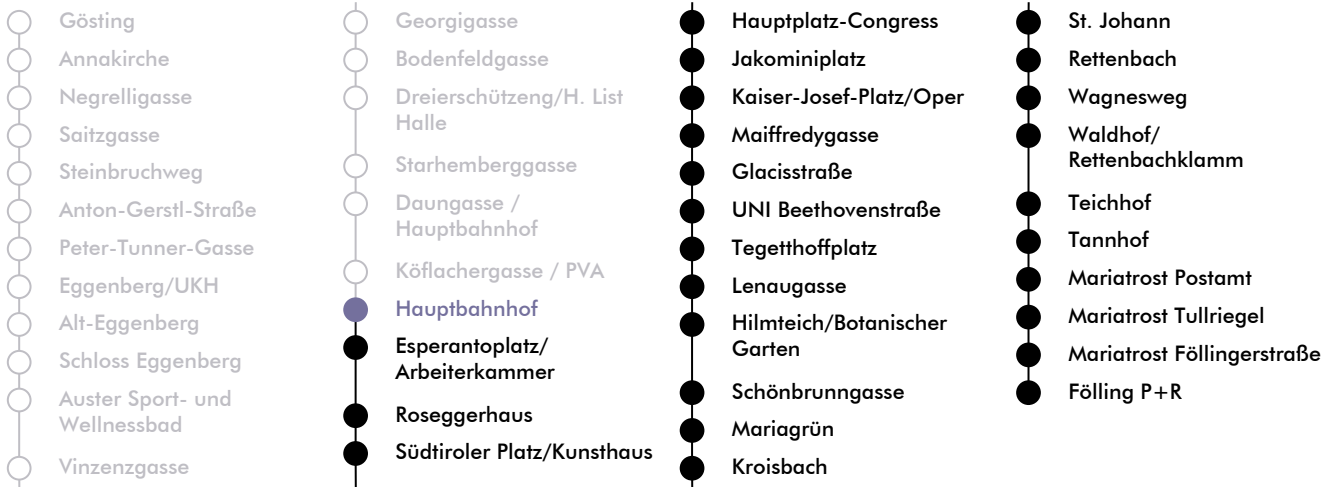 Gösting
Annakirche
Negrelligasse
Saitzgasse
Steinbruchweg
Anton-Gerstl-Straße
Peter-Tunner-Gasse
Eggenberg/UKH
Alt-Eggenberg
Schloss Eggenberg
Auster Sport- und
Wellnessbad
Vinzenzgasse
Georgigasse
Bodenfeldgasse
Dreierschützeng/H. List
Halle
Starhemberggasse
Daungasse /
Hauptbahnhof
Köflachergasse / PVA
Hauptbahnhof
Esperantoplatz/
Arbeiterkammer
Roseggerhaus
Südtiroler Platz/Kunsthaus
Hauptplatz-Congress
Jakominiplatz
Kaiser-Josef-Platz/Oper
Maiffredygasse
Glacisstraße
UNI Beethovenstraße
Tegetthoffplatz
Lenaugasse
Hilmteich/Botanischer
Garten
Schönbrunngasse
Mariagrün
Kroisbach
St. Johann
Rettenbach
Wagnesweg
Waldhof/
Rettenbachklamm
Teichhof
Tannhof
Mariatrost Postamt
Mariatrost Tullriegel
Mariatrost Föllingerstraße
Fölling P+R